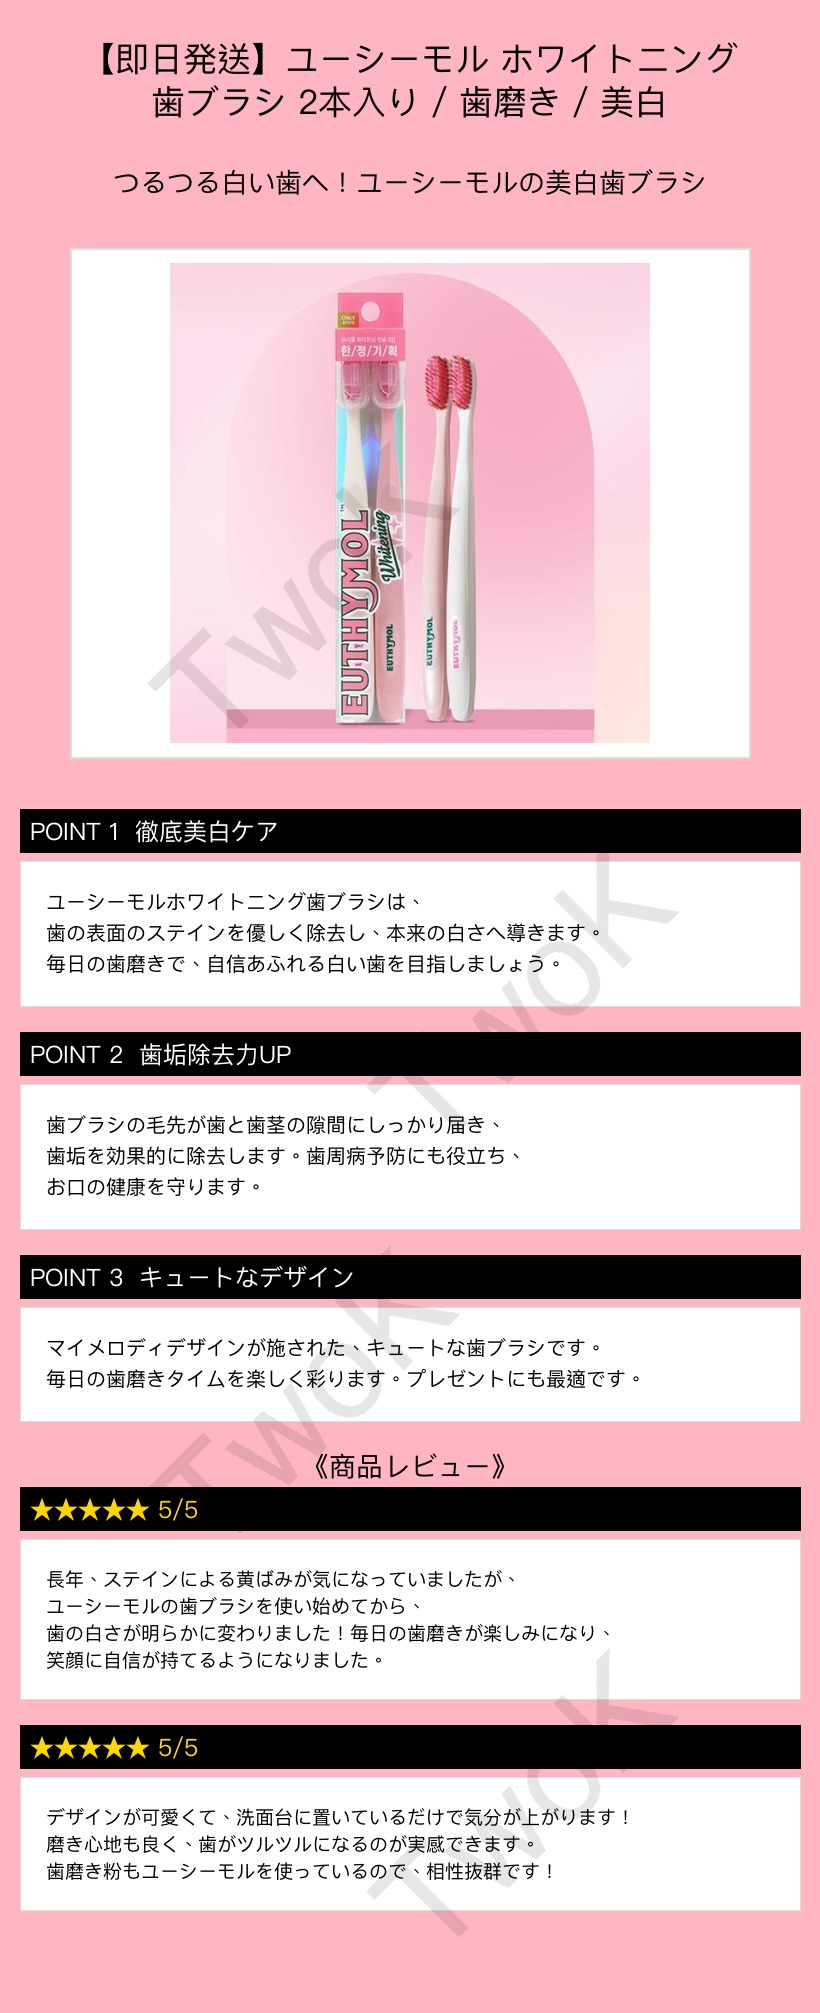 【即日発送】ユーシーモル ホワイトニング
歯ブラシ 2本入り / 歯磨き / 美白
つるつる白い歯へ！ユーシーモルの美白歯ブラシ
ONLY
한/정/기/획
EUTHYMOL
TM
Whitening
EUTHYMOL
EUTHYMOL
EUTHYMOL
TwoK
POINT 1 徹底美白ケア
ユーシーモルホワイトニング歯ブラシは、
歯の表面のステインを優しく除去し、本来の白さへ導きます。
毎日の歯磨きで、自信あふれる白い歯を目指しましょう。
TwoK
POINT 2 歯垢除去力UP
歯ブラシの毛先が歯と歯茎の隙間にしっかり届き、
歯垢を効果的に除去します。歯周病予防にも役立ち、
お口の健康を守ります。
POINT 3 キュートなデザイン
マイメロディデザインが施された、キュートな歯ブラシです。
毎日の歯磨きタイムを楽しく彩ります。プレゼントにも最適です。
TwoK
《商品レビュー》
★★★★★ 5/5
長年、ステインによる黄ばみが気になっていましたが、
ユーシーモルの歯ブラシを使い始めてから、
歯の白さが明らかに変わりました！毎日の歯磨きが楽しみになり、
笑顔に自信が持てるようになりました。
★★★★★ 5/5
デザインが可愛くて、洗面台に置いているだけで気分が上がります！
磨き心地も良く、歯がツルツルになるのが実感できます。
歯磨き粉もユーシーモルを使っているので、相性抜群です！
TwoK